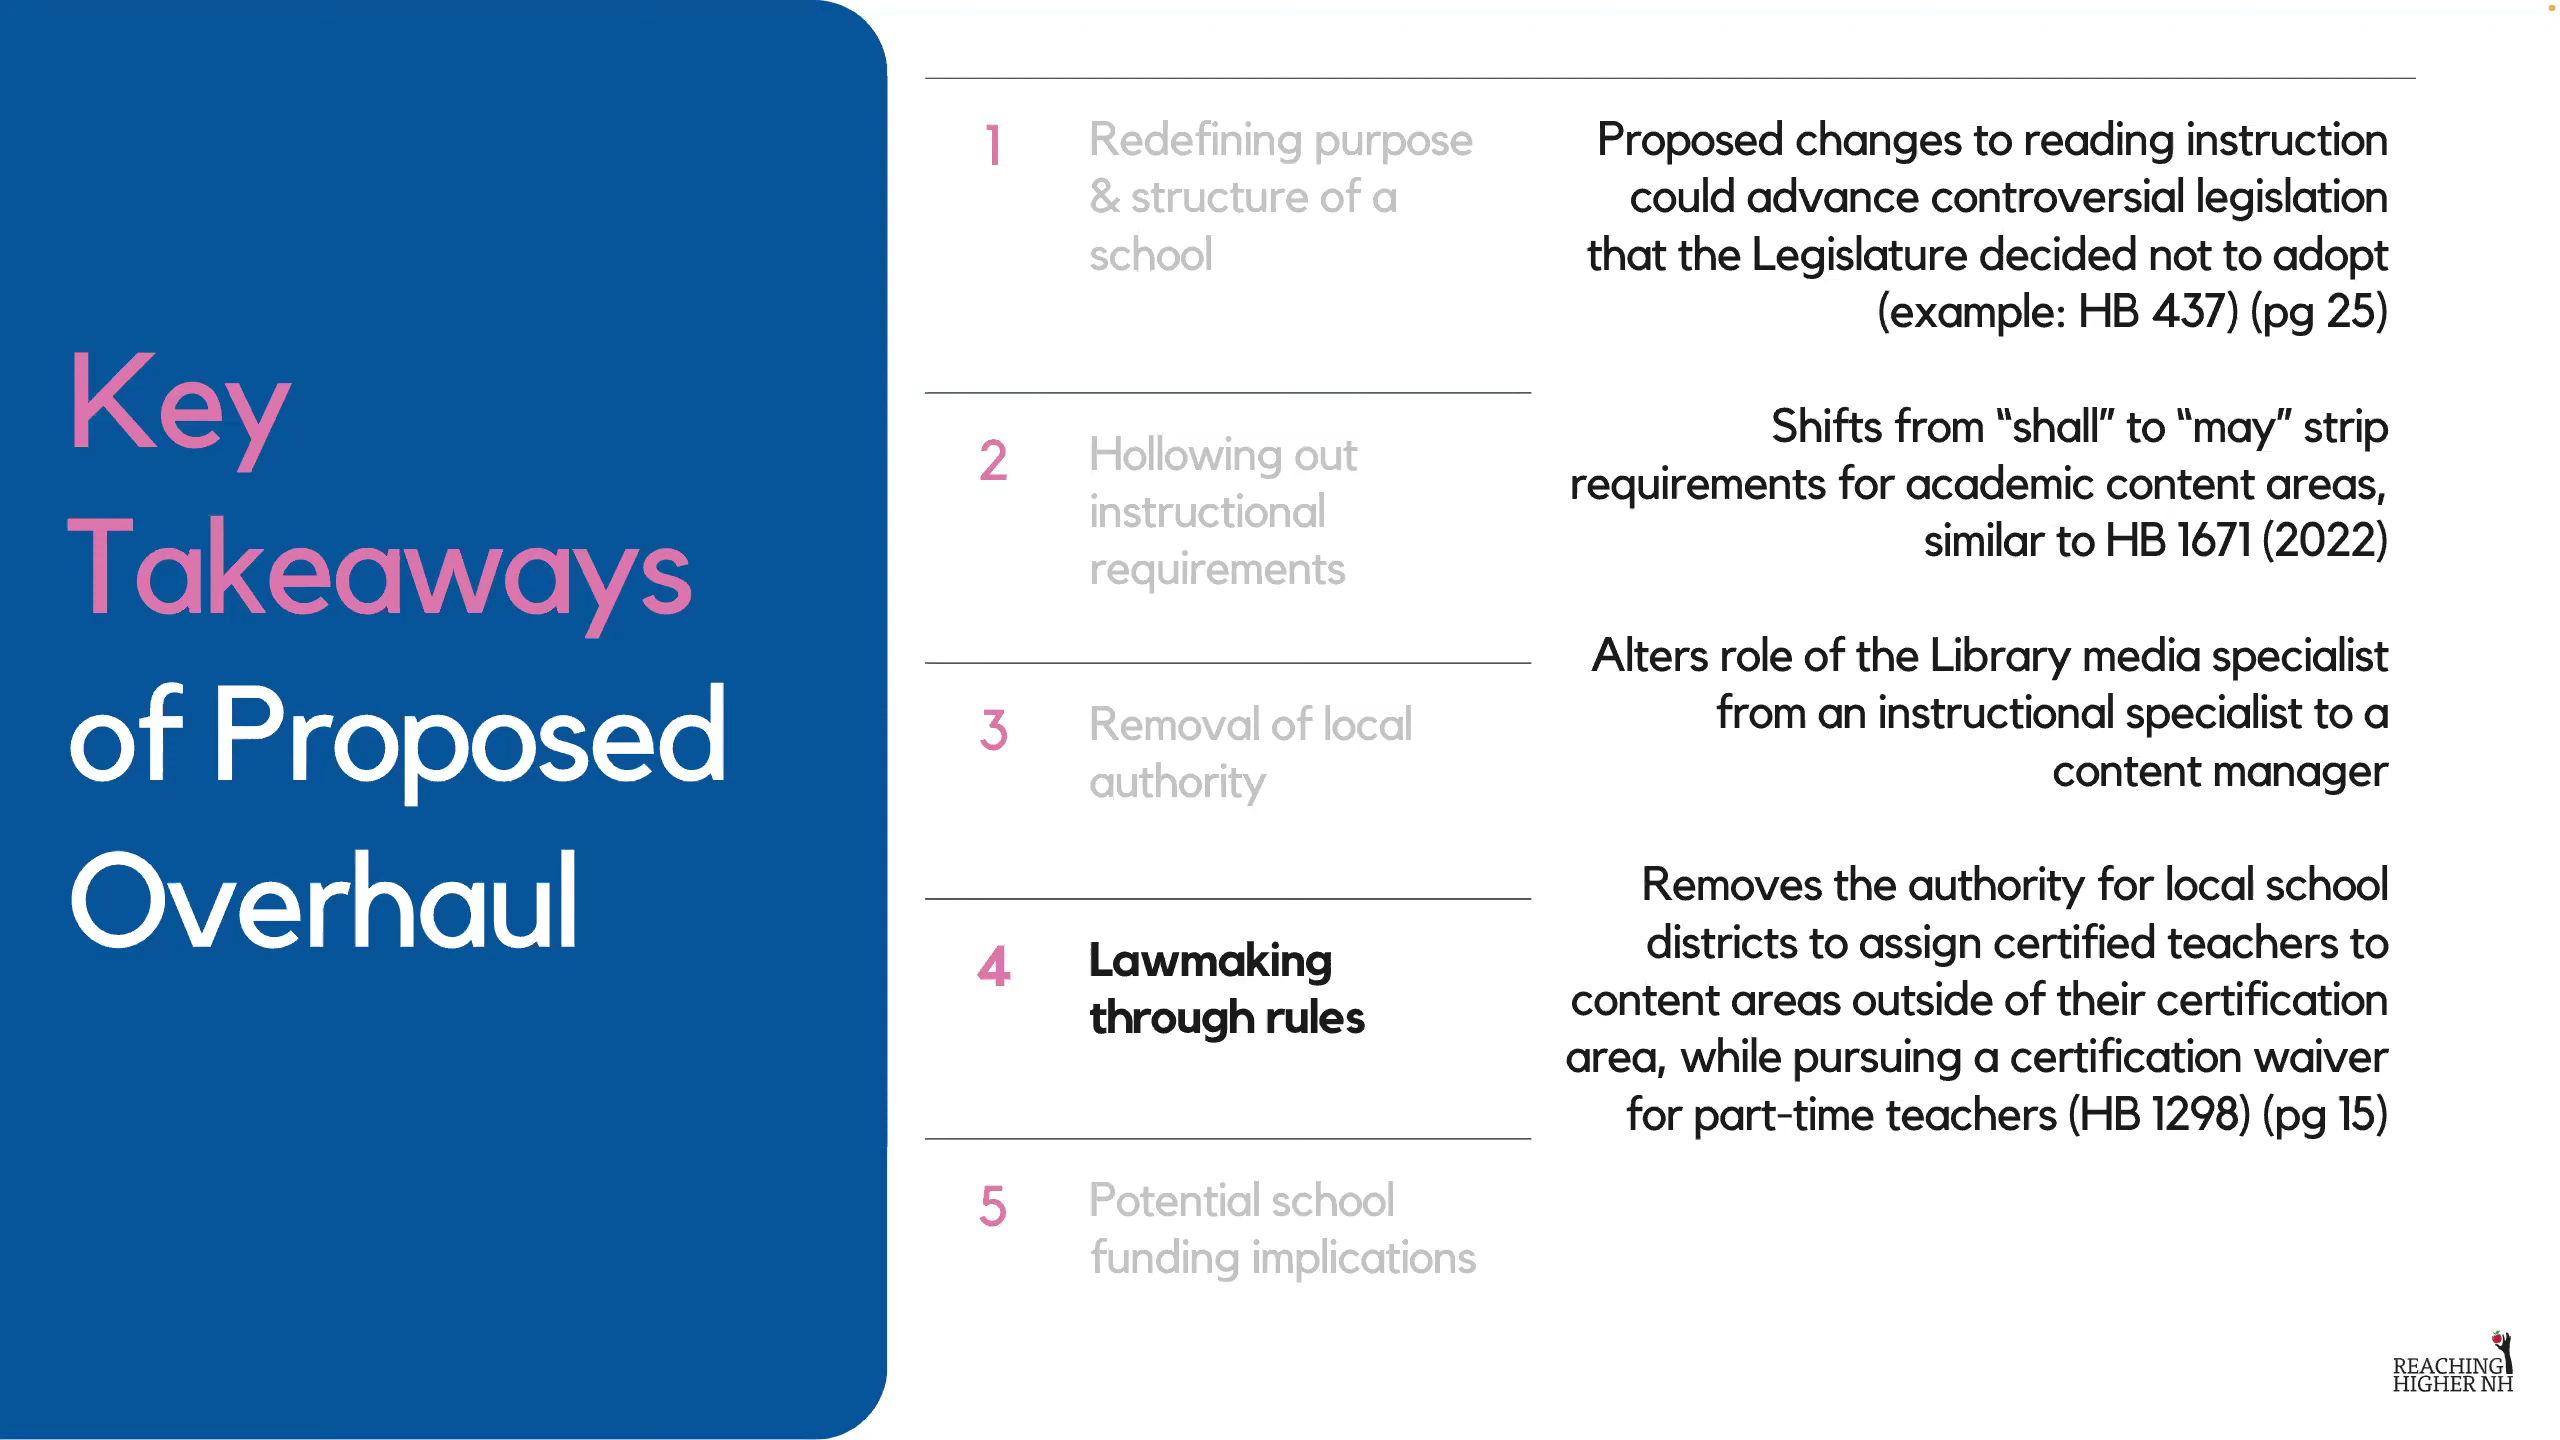 Key
Takeaways
of Proposed
Overhaul
1
Redefining purpose
& structure of a
school
2
Hollowing out
instructional
requirements
3
Removal of local
authority
4
Lawmaking
through rules
5
Potential school
funding implications
Proposed changes to reading instruction
could advance controversial legislation
that the Legislature decided not to adopt
(example: HB 437) (pg 25)
Shifts from “shall” to “may” strip
requirements for academic content areas,
similar to HB 1671 (2022)
Alters role of the Library media specialist
from an instructional specialist to a
content manager
Removes the authority for local school
districts to assign certified teachers to
content areas outside of their certification
area, while pursuing a certification waiver
for part-time teachers (HB 1298) (pg 15)
REACHING
HIGHER NH